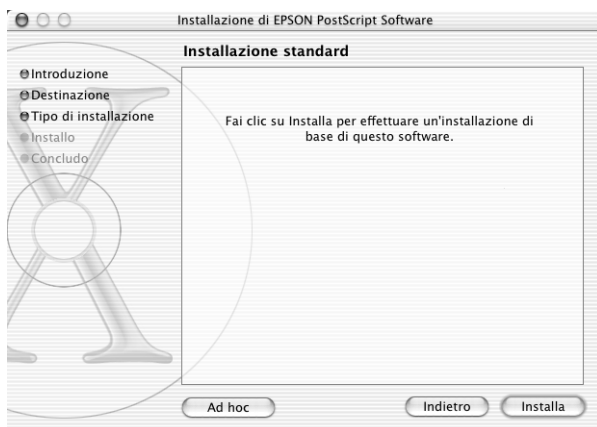 Installazione di EPSON PostScript Software
Installazione standard
Introduzione
Destinazione
Tipo di installazione
Installo
Concludo
Fai clic su Installa per effettuare un'installazione di
base di questo software.
Ad hoc
Indietro
Installa